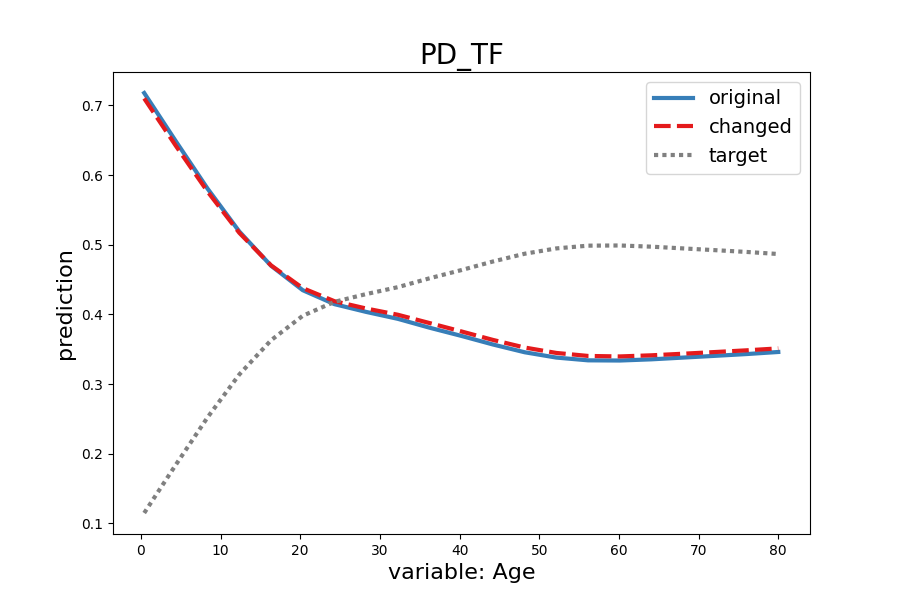 PD_TF
original
changed
target
prediction
0.7
0.6
0.5
0.4
0.3
0.2
0.1
0 10 20 30 40 50 60 70 80
variable: Age